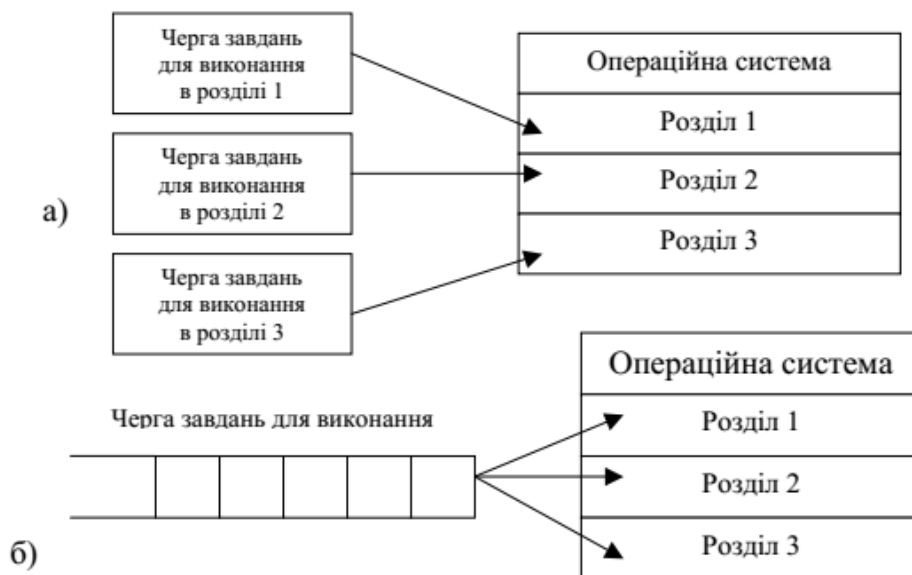 Черга завдань
для виконання
в розділі 1
Черга завдань
для виконання
в розділі 2
Черга завдань
для виконання
в розділі 3
а)
Операційна система
Розділ 1
Розділ 2
Розділ 3
Черга завдань для виконання
б)
Операційна система
Розділ 1
Розділ 2
Розділ 3